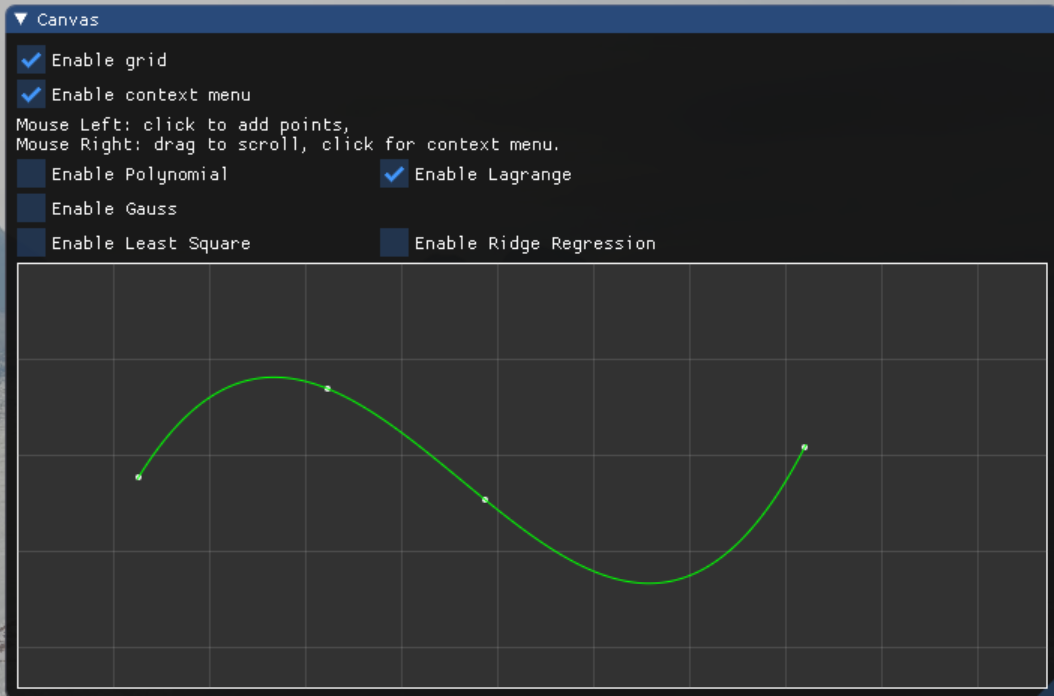 Canvas
Enable grid
Enable context menu
Mouse Left: click to add points,
Mouse Right: drag to scroll, click for context menu.
Enable Polynomial
Enable Lagrange
Enable Gauss
Enable Least Square
Enable Ridge Regression